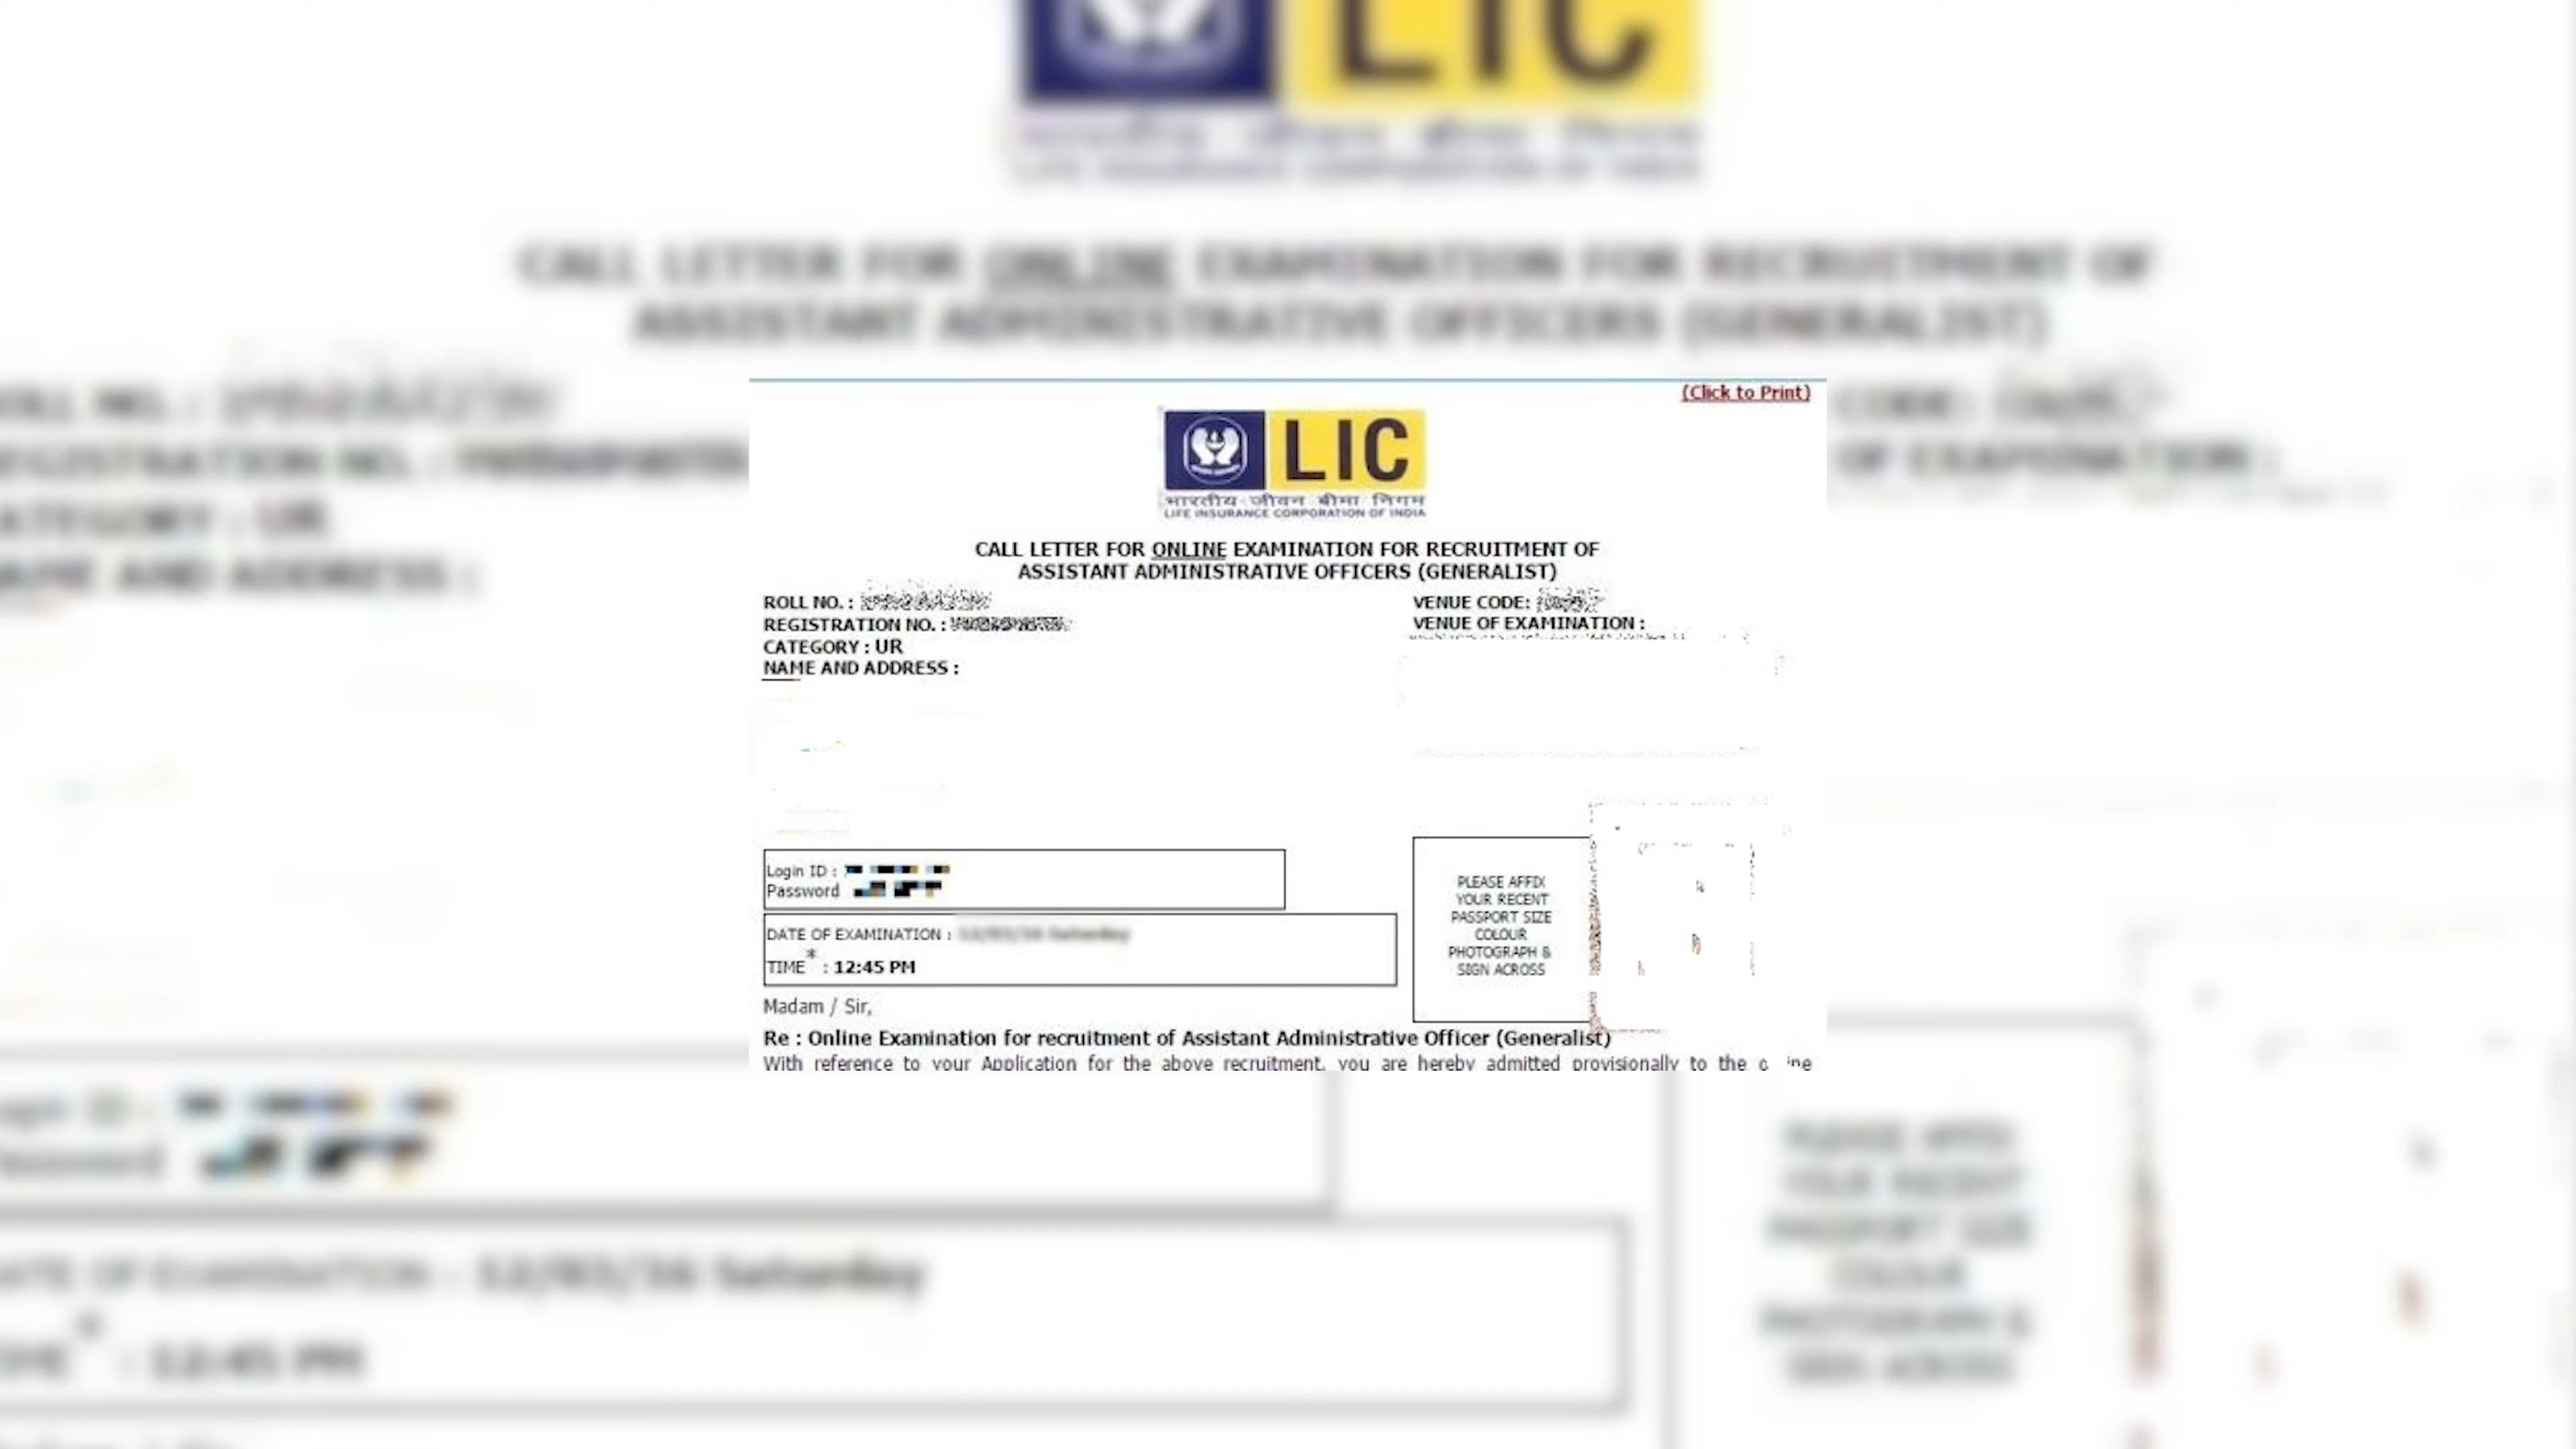 (Click to Print)
LIC
भारतीय जीवन बीमा निगम
LIFE INSURANCE CORPORATION OF INDIA
CALL LETTER FOR ONLINE EXAMINATION FOR RECRUITMENT OF
ASSISTANT ADMINISTRATIVE OFFICERS (GENERALIST)
ROLL NO. :
REGISTRATION NO. :
CATEGORY : UR
NAME AND ADDRESS :
VENUE CODE:
VENUE OF EXAMINATION :
Login ID :
Password
DATE OF EXAMINATION :
TIME* : 12:45 PM
PLEASE AFFIX
YOUR RECENT
PASSPORT SIZE
COLOUR
PHOTOGRAPH &
SIGN ACROSS
Madam / Sir,
Re : Online Examination for recruitment of Assistant Administrative Officer (Generalist)
With reference to your Application for the above recruitment, you are hereby admitted provisionally to the